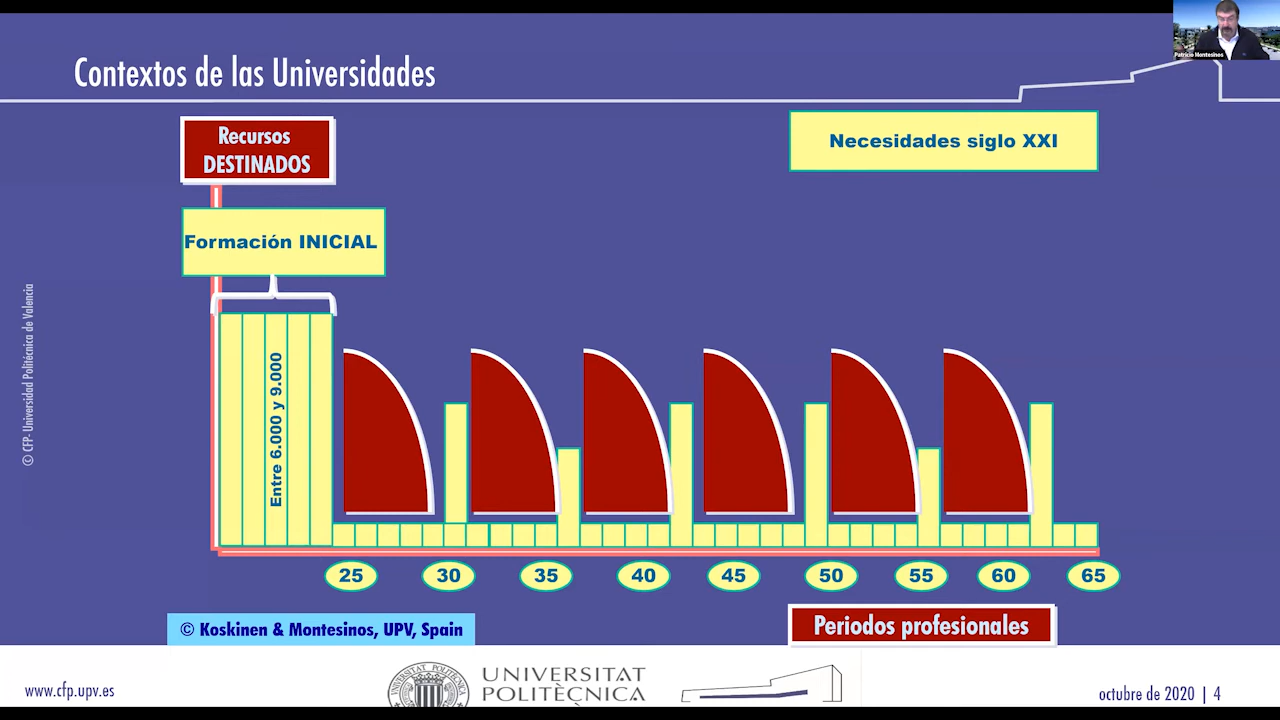 Patricio Montesinos
Contextos de las Universidades
Recursos
DESTINADOS
Necesidades siglo XXI
Formación INICIAL
Entre 6.000 y 9.000
© CFP- Universidad Politécnica de Valencia
25 30 35 40 45 50 55 60 65
© Koskinen & Montesinos, UPV, Spain
Periodos profesionales
UNIVERSITAT
POLITÈCNICA
www.cfp.upv.es
octubre de 2020 | 4